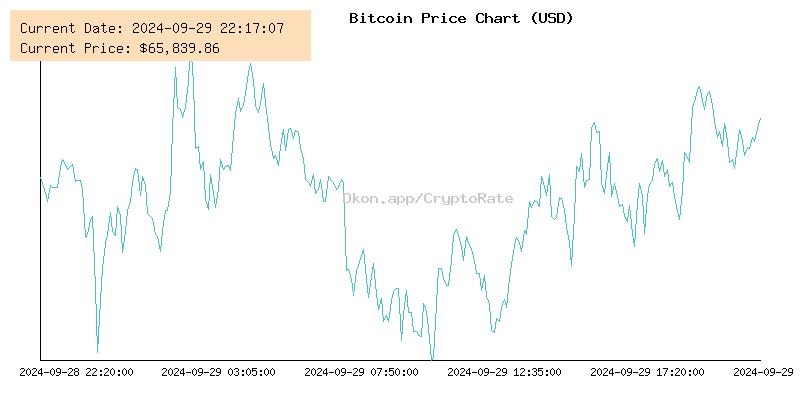 Bitcoin Price Chart (USD)
Current Date: 2024-09-29 22:17:07
Current Price: $65,839.86
Okon.app/CryptoRate
2024-09-28 22:20:00 2024-09-29 03:05:00 2024-09-29 07:50:00 2024-09-29 12:35:00 2024-09-29 17:20:00 2024-09-29